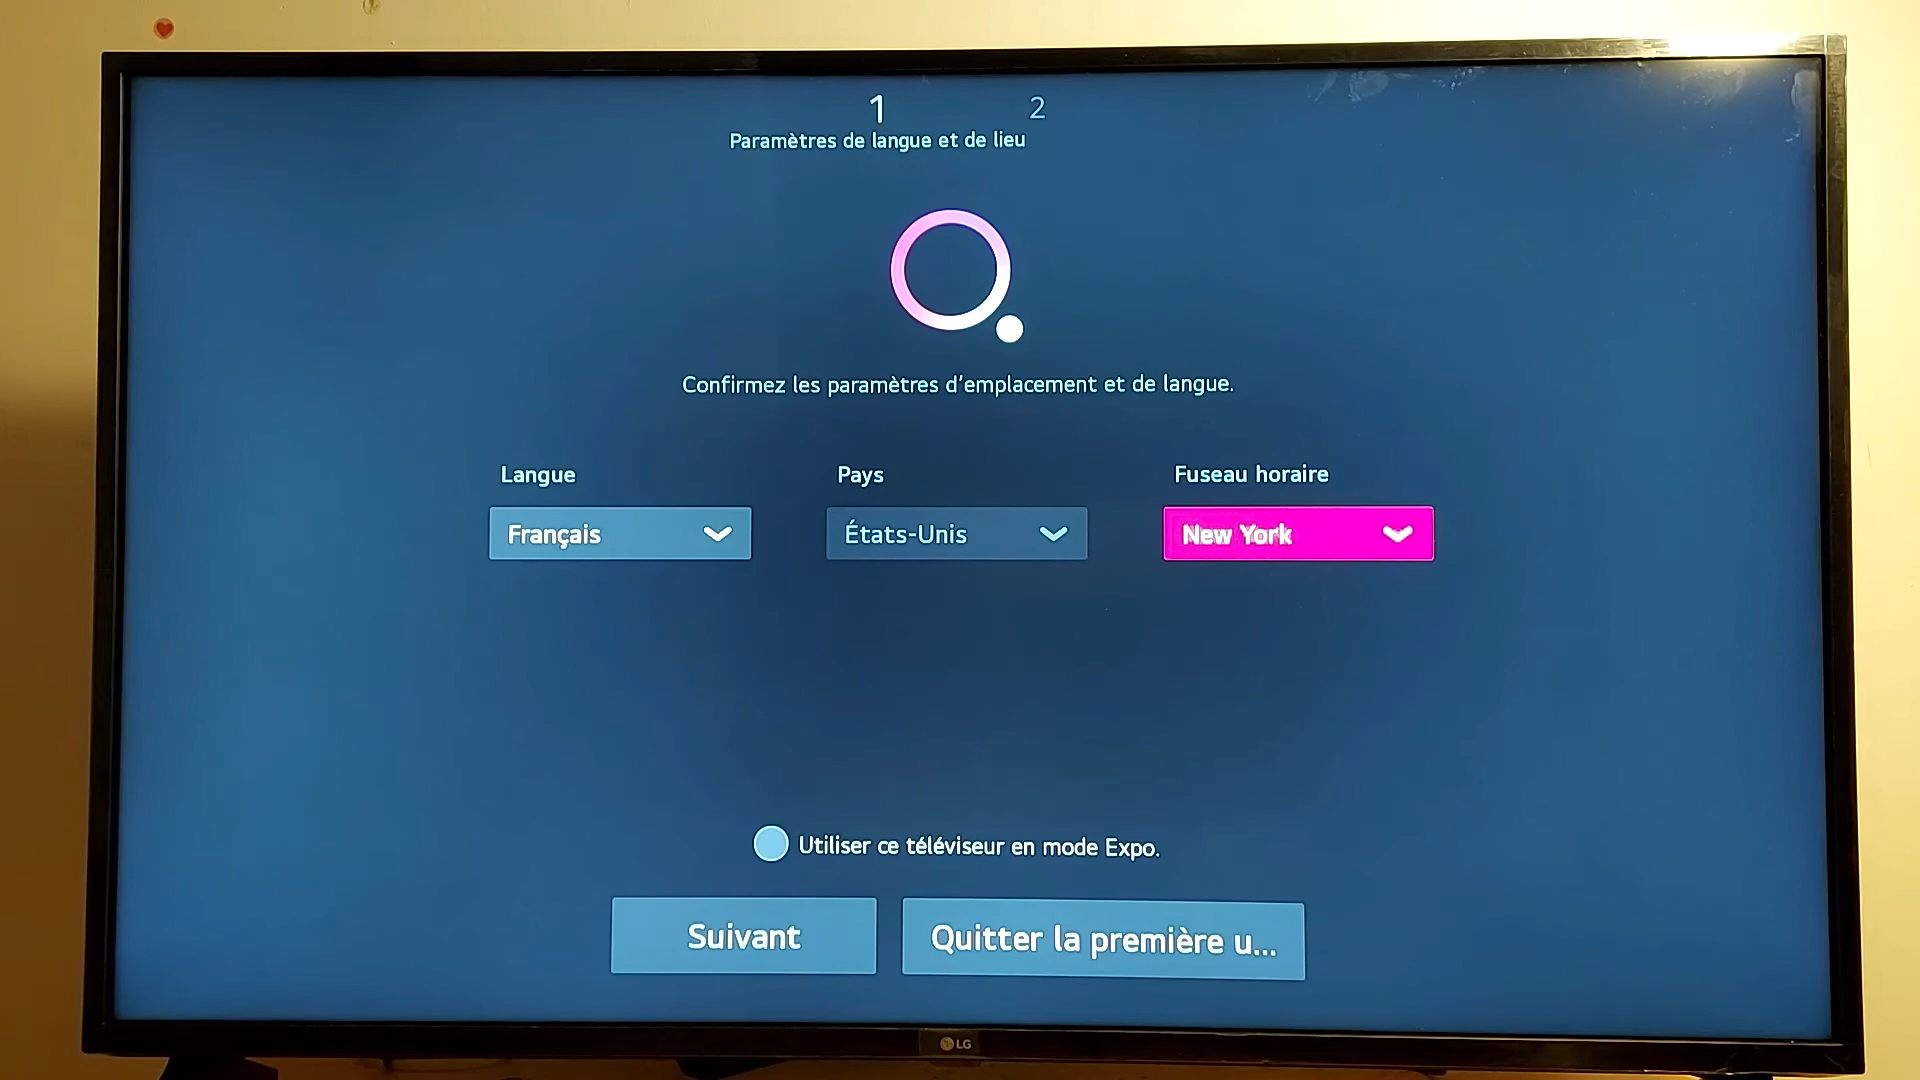 1 2
Paramètres de langue et de lieu
Confirmez les paramètres d'emplacement et de langue.
Langue Pays Fuseau horaire
Français États-Unis New York
Utiliser ce téléviseur en mode Expo.
Suivant Quitter la première u...
LG